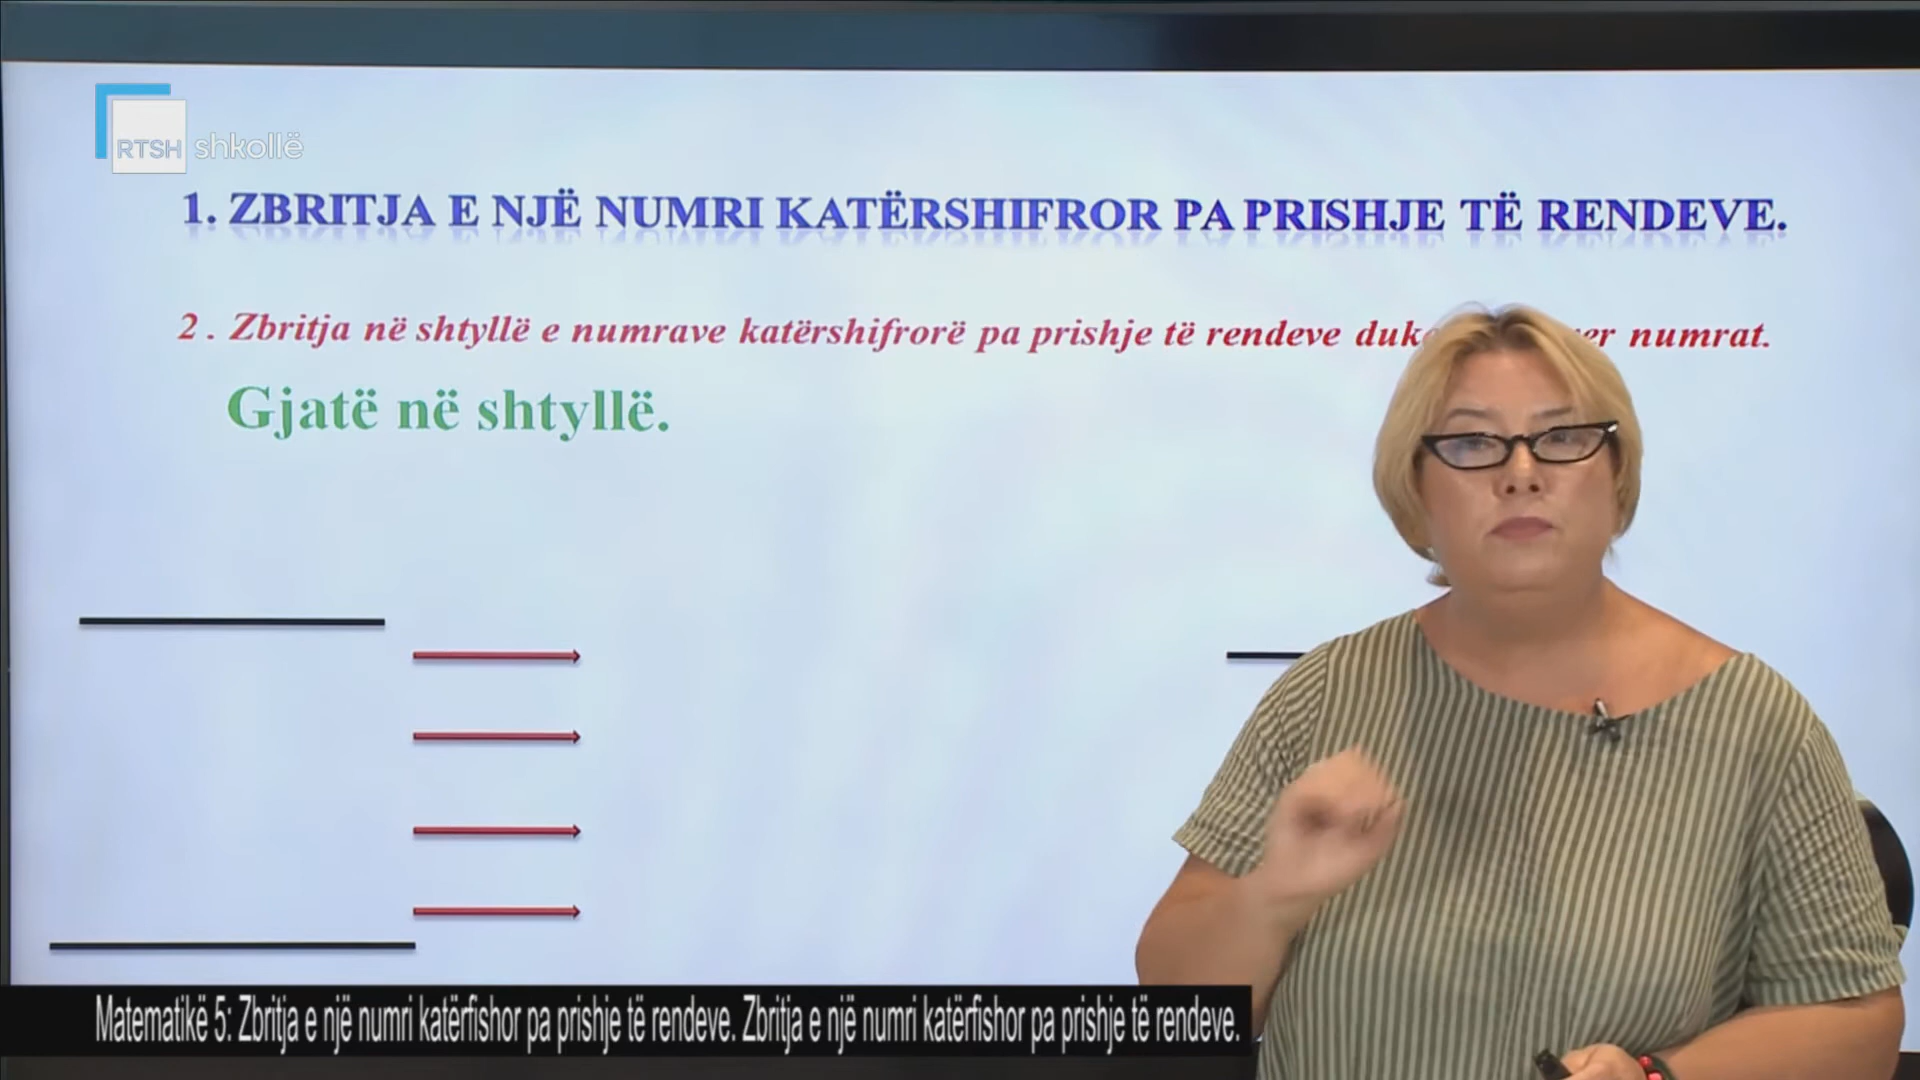 RTSH shkollë
1. ZBRITJA E NJË NUMRI KATËRSHIFROR PA PRISHJE TË RENDEVE.
2 . Zbritja në shtyllë e numrave katërshifrorë pa prishje të rendeve numrat.
Gjatë në shtyllë.
Matematikë 5: Zbritja e një numri katërfishor pa prishje të rendeve. Zbritja e një numri katërfishor pa prishje të rendeve.